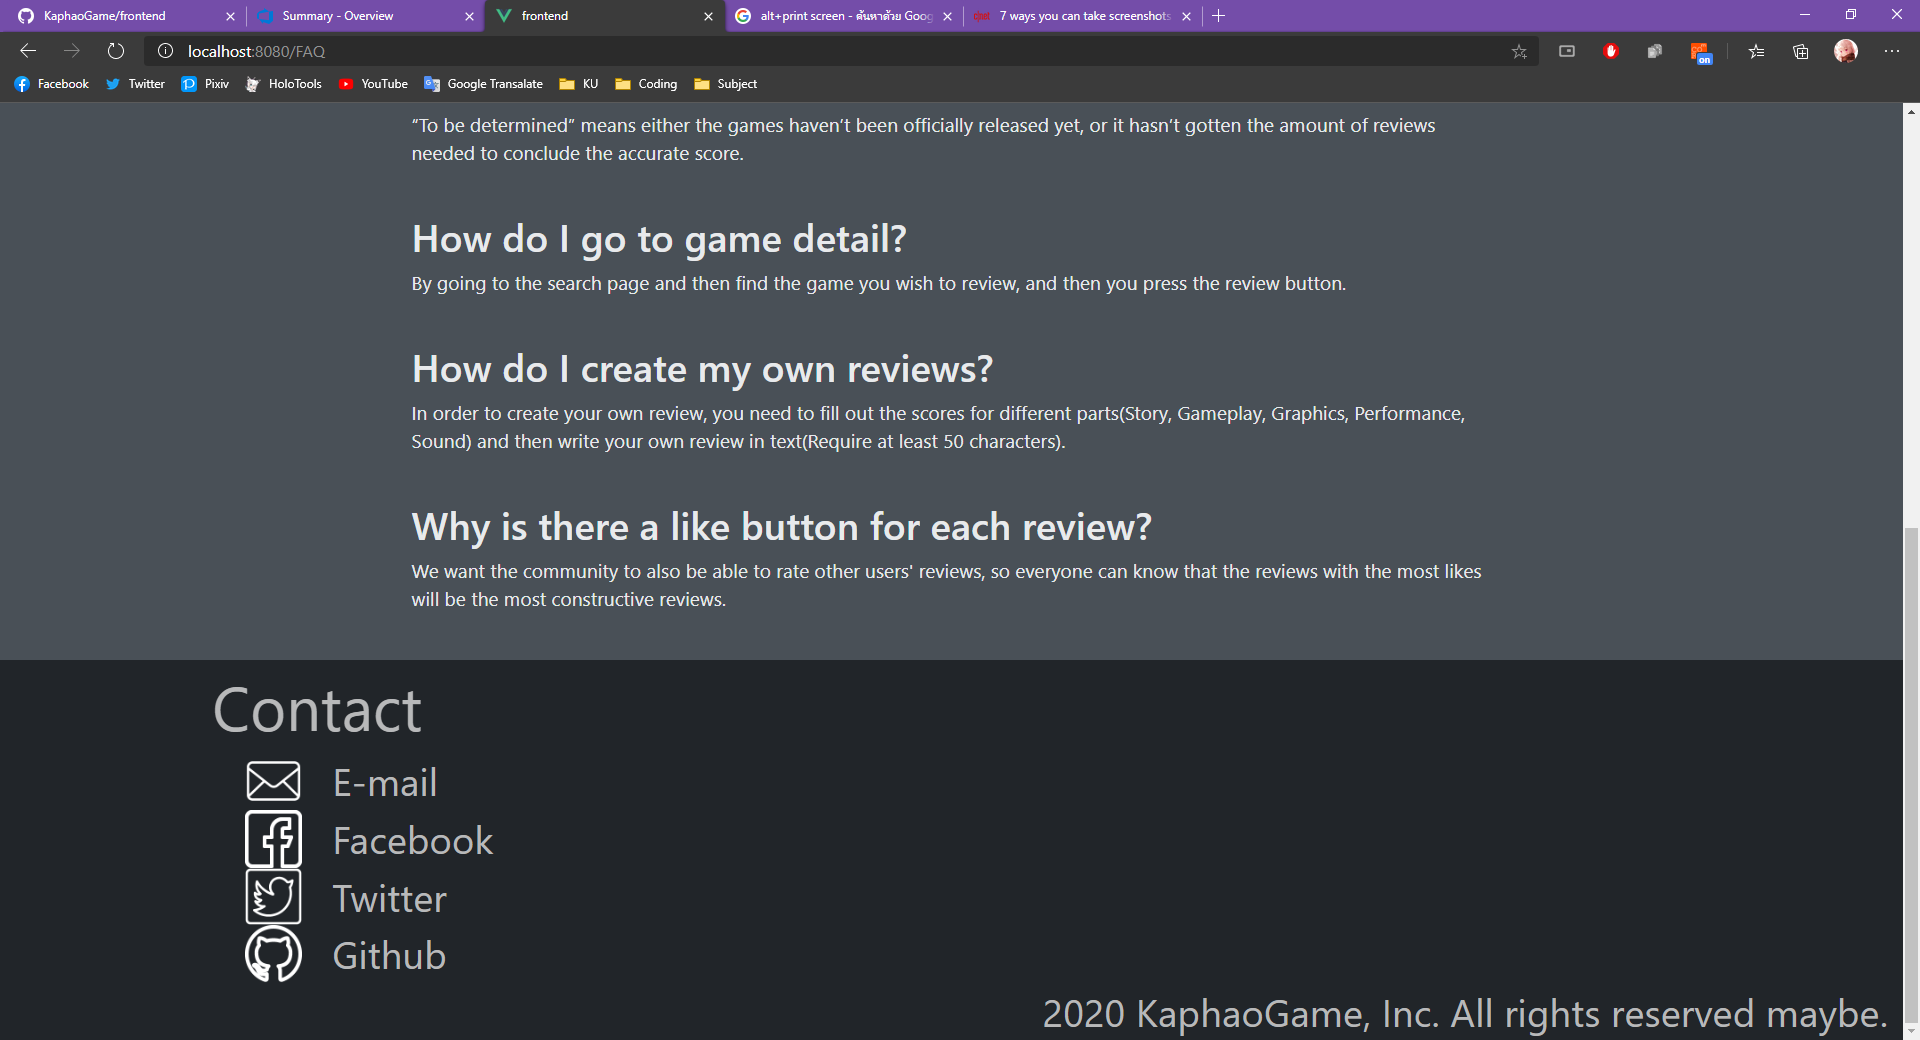 KaphaoGame/frontend
Summary - Overview
frontend
alt+print screen - ค้นหาด้วย Goog
7 ways you can take screenshots
localhost:8080/FAQ
on
Facebook
Twitter
Pixiv
HoloTools
YouTube
Google Transalate
KU
Coding
Subject
“To be determined” means either the games haven’t been officially released yet, or it hasn’t gotten the amount of reviews
needed to conclude the accurate score.
How do I go to game detail?
By going to the search page and then find the game you wish to review, and then you press the review button.
How do I create my own reviews?
In order to create your own review, you need to fill out the scores for different parts(Story, Gameplay, Graphics, Performance,
Sound) and then write your own review in text(Require at least 50 characters).
Why is there a like button for each review?
We want the community to also be able to rate other users' reviews, so everyone can know that the reviews with the most likes
will be the most constructive reviews.
Contact
E-mail
Facebook
Twitter
Github
2020 KaphaoGame, Inc. All rights reserved maybe.